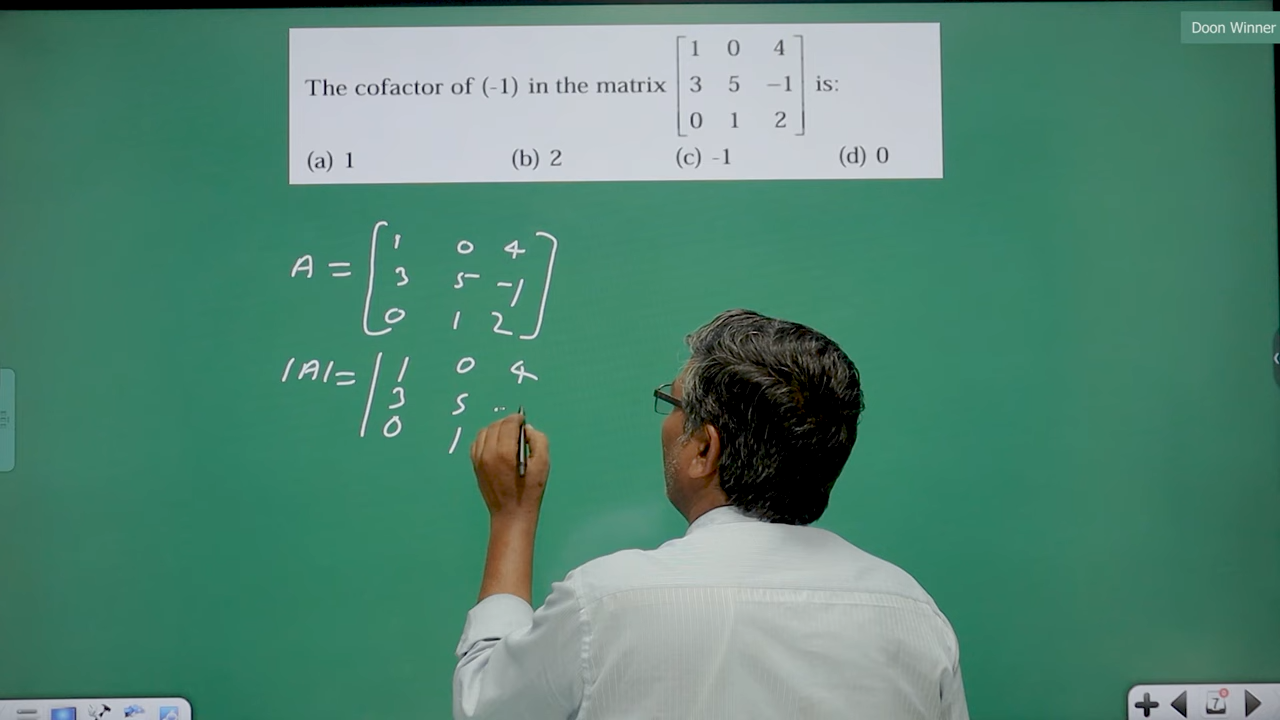 Doon Winner
The cofactor of (-1) in the matrix [1 0 4
3 5 −1
0 1 2] is:
(a) 1 (b) 2 (c) -1 (d) 0
A = [1 0 4
3 5 -1
0 1 2]
|A| = | 1 0 4
3 5
0 1
7